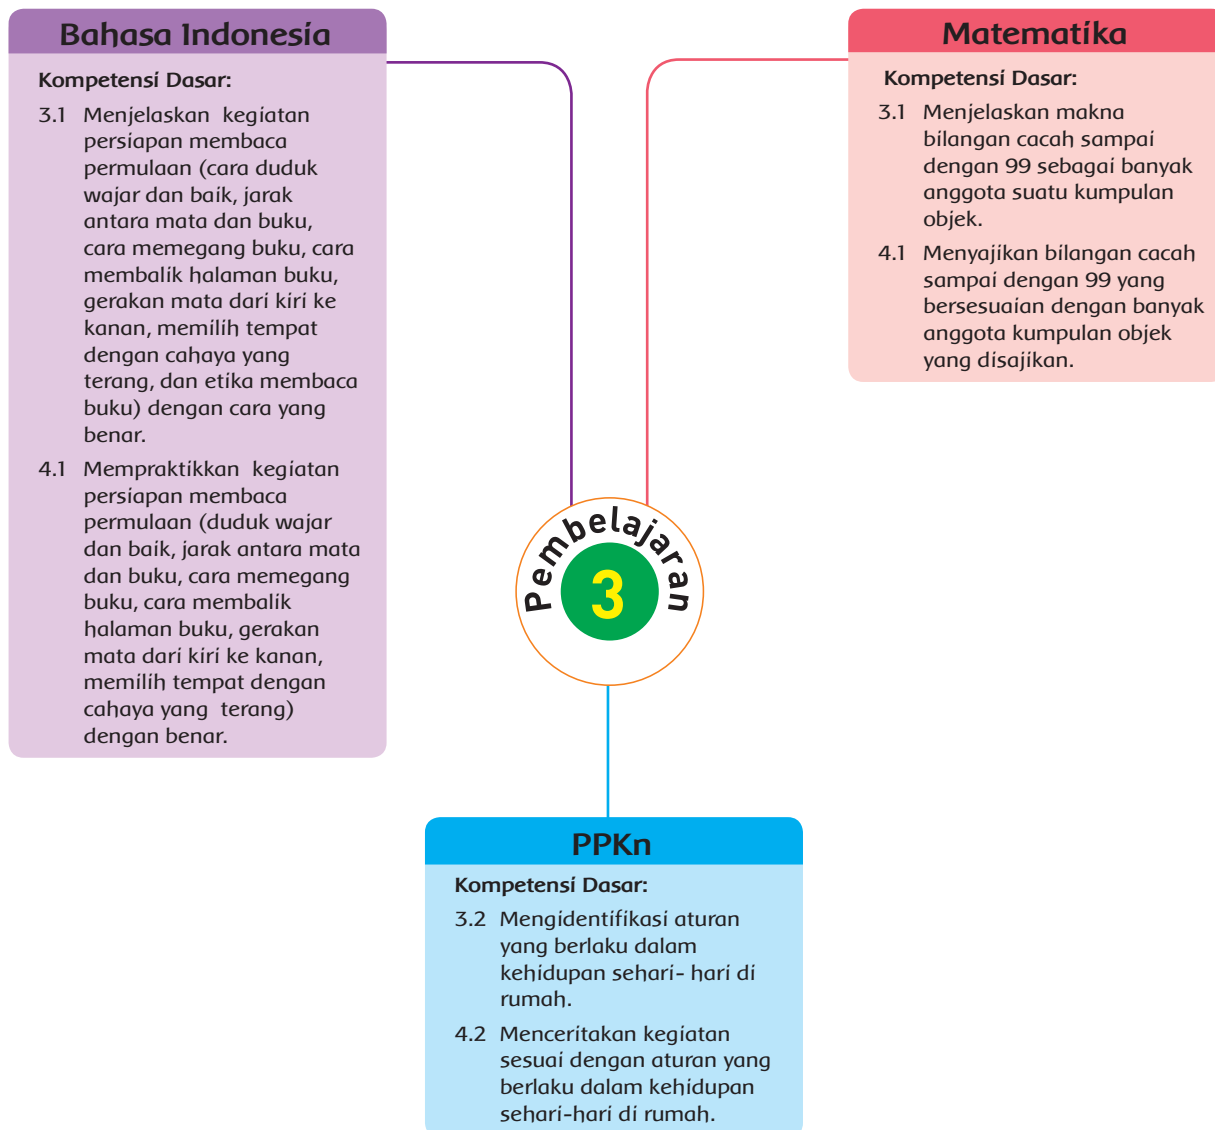 Bahasa Indonesia
Kompetensi Dasar:
3.1 Menjelaskan kegiatan
persiapan membaca
permulaan (cara duduk
wajar dan baik, jarak
antara mata dan buku,
cara memegang buku, cara
membalik halaman buku,
gerakan mata dari kiri ke
kanan, memilih tempat
dengan cahaya yang
terang, dan etika membaca
buku) dengan cara yang
benar.
4.1 Mempraktikkan kegiatan
persiapan membaca
permulaan (duduk wajar
dan baik, jarak antara mata
dan buku, cara memegang
buku, cara membalik
halaman buku, gerakan
mata dari kiri ke kanan,
memilih tempat dengan
cahaya yang terang)
dengan benar.
Matematika
Kompetensi Dasar:
3.1 Menjelaskan makna
bilangan cacah sampai
dengan 99 sebagai banyak
anggota suatu kumpulan
objek.
4.1 Menyajikan bilangan cacah
sampai dengan 99 yang
bersesuaian dengan banyak
anggota kumpulan objek
yang disajikan.
Pembelajaran
3
PPKn
Kompetensi Dasar:
3.2 Mengidentifikasi aturan
yang berlaku dalam
kehidupan sehari- hari di
rumah.
4.2 Menceritakan kegiatan
sesuai dengan aturan yang
berlaku dalam kehidupan
sehari-hari di rumah.